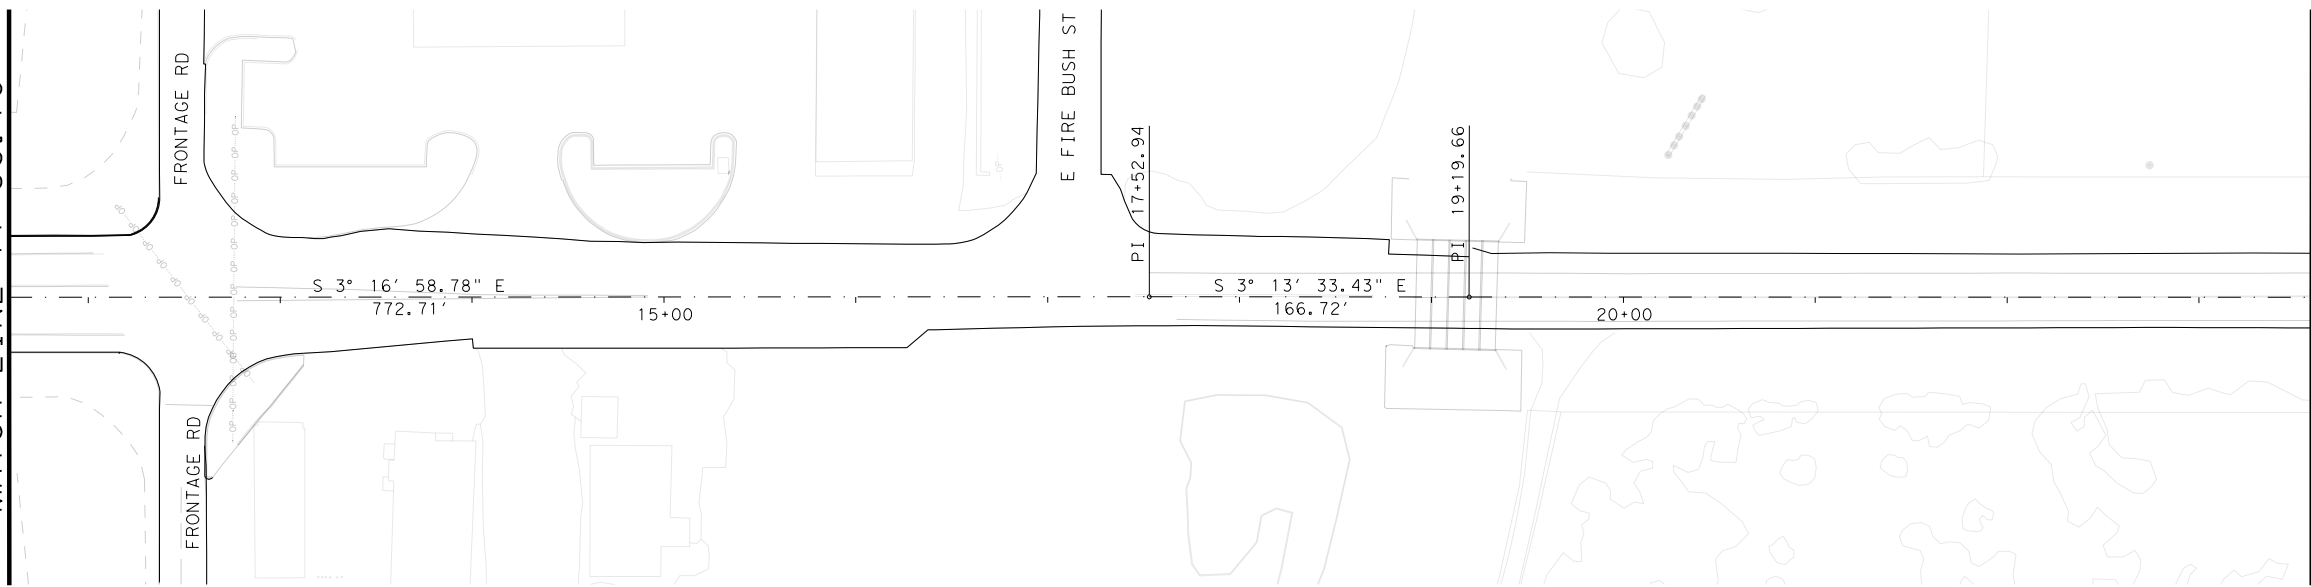 FRONTAGE RD
E FIRE BUSH ST
PI 17+52.94
PI 19+19.66
S 3° 16' 58.78" E
772.71'
15+00
S 3° 13' 33.43" E
166.72'
20+00
FRONTAGE RD